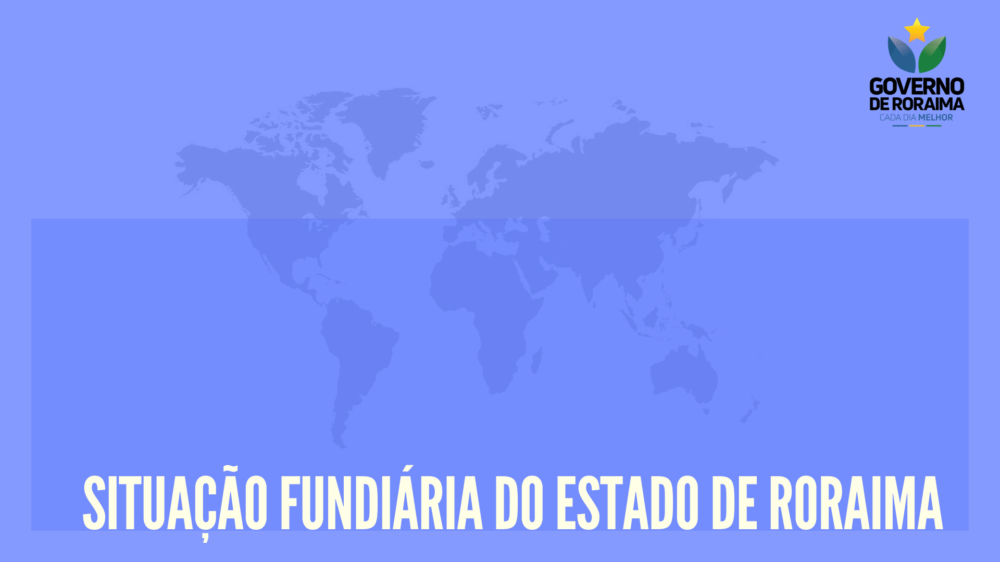 GOVERNO
DE RORAIMA
CADA DIA MELHOR
SITUAÇÃO FUNDIÁRIA DO ESTADO DE RORAIMA